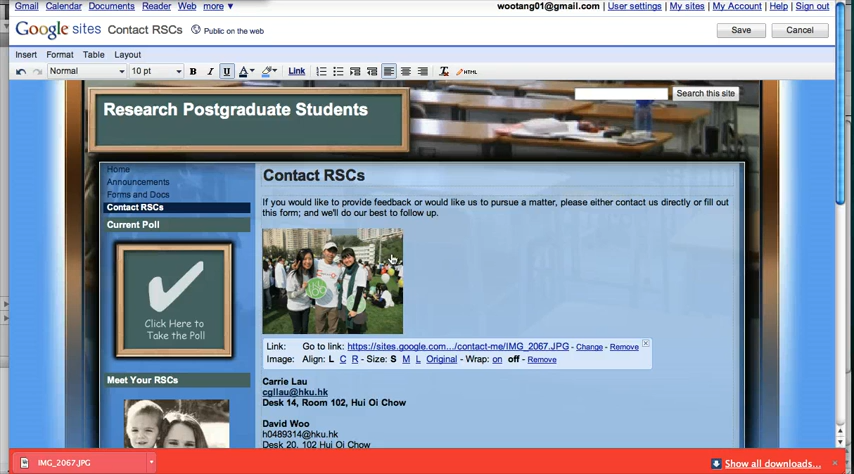 Gmail Calendar Documents Reader Web more ▼
wootang01@gmail.com | User settings | My sites | My Account | Help | Sign out
Google sites Contact RSCs Public on the web
Save Cancel
Insert Format Table Layout
Normal 10 pt B I U A Link HTML
Research Postgraduate Students
Search this site
Home
Announcements
Forms and Docs
Contact RSCs
Current Poll
Click Here to
Take the Poll
Meet Your RSCs
Contact RSCs
If you would like to provide feedback or would like us to pursue a matter, please either contact us directly or fill out
this form; and we'll do our best to follow up.
Link: Go to link: https://sites.google.com.../contact-me/IMG_2067.JPG - Change - Remove
Image: Align: L C R - Size: S M L Original - Wrap: on off - Remove
Carrie Lau
cgllau@hku.hk
Desk 14, Room 102, Hui Oi Chow
David Woo
h0489314@hku.hk
Desk 20, 102 Hui Oi Chow
IMG_2067.JPG
Show all downloads...